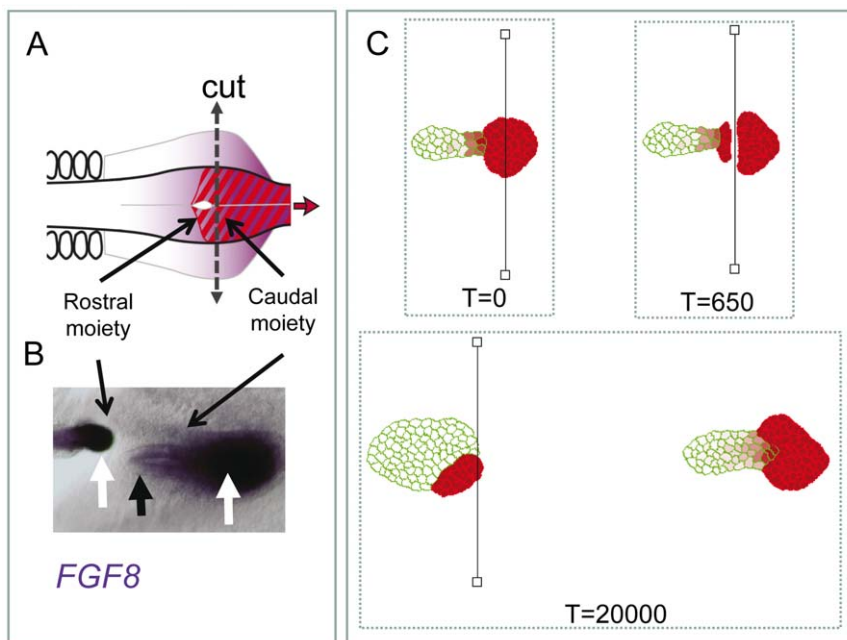 A
cut
Rostral
moiety
Caudal
moiety
B
FGF8
C
T=0
T=650
T=20000